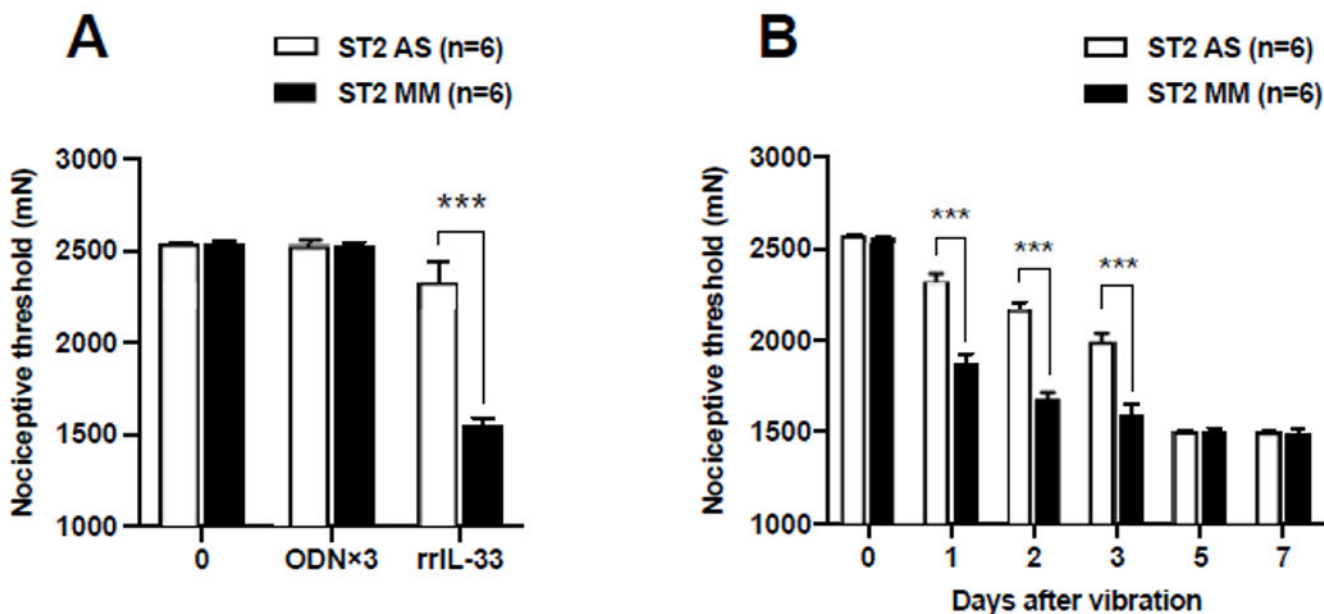 A
ST2 AS (n=6)
ST2 MM (n=6)
Nociceptive threshold (mN)
3000
2500
2000
1500
1000
***
0
ODN×3
rrIL-33
B
ST2 AS (n=6)
ST2 MM (n=6)
Nociceptive threshold (mN)
3000
2500
2000
1500
1000
***
***
***
0 1 2 3 5 7
Days after vibration